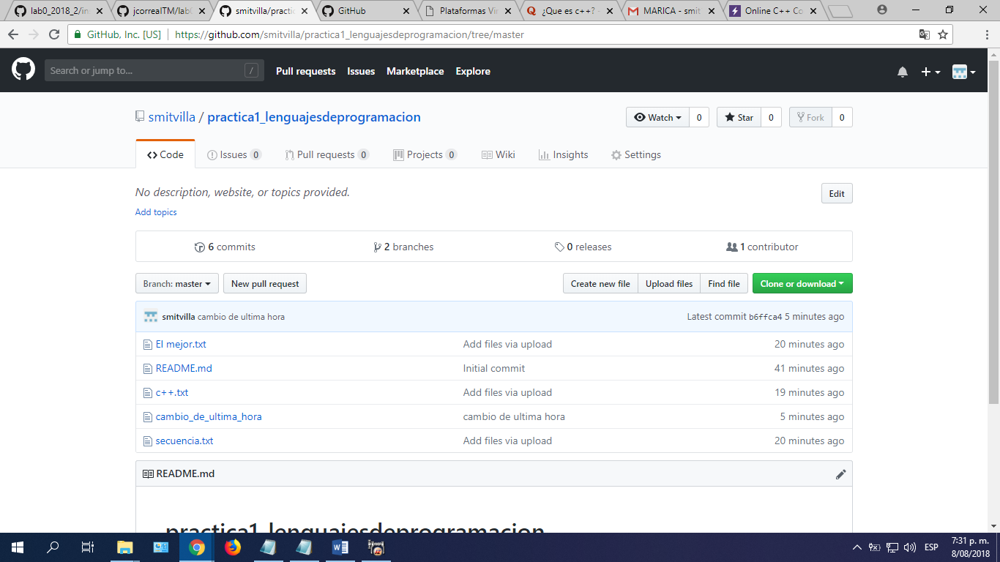 lab0_2018_2/in
jcorrealTM/lab
smitvilla/practic
GitHub
Plataformas Vir
¿Que es c++? -
MARICA - smit
Online C++ Co
GitHub, Inc. [US]
https://github.com/smitvilla/practica1_lenguajesdeprogramacion/tree/master
Search or jump to...
/
Pull requests
Issues
Marketplace
Explore
smitvilla / practica1_lenguajesdeprogramacion
Watch 0
Star 0
Fork 0
Code
Issues 0
Pull requests 0
Projects 0
Wiki
Insights
Settings
No description, website, or topics provided.
Edit
Add topics
6 commits
2 branches
0 releases
1 contributor
Branch: master
New pull request
Create new file
Upload files
Find file
Clone or download
smitvilla cambio de ultima hora
Latest commit b6ffca4 5 minutes ago
El mejor.txt
Add files via upload
20 minutes ago
README.md
Initial commit
41 minutes ago
c++.txt
Add files via upload
19 minutes ago
cambio_de_ultima_hora
cambio de ultima hora
5 minutes ago
secuencia.txt
Add files via upload
20 minutes ago
README.md
practica1_lenguajesdeprogramacion
ESP
7:31 p. m.
8/08/2018